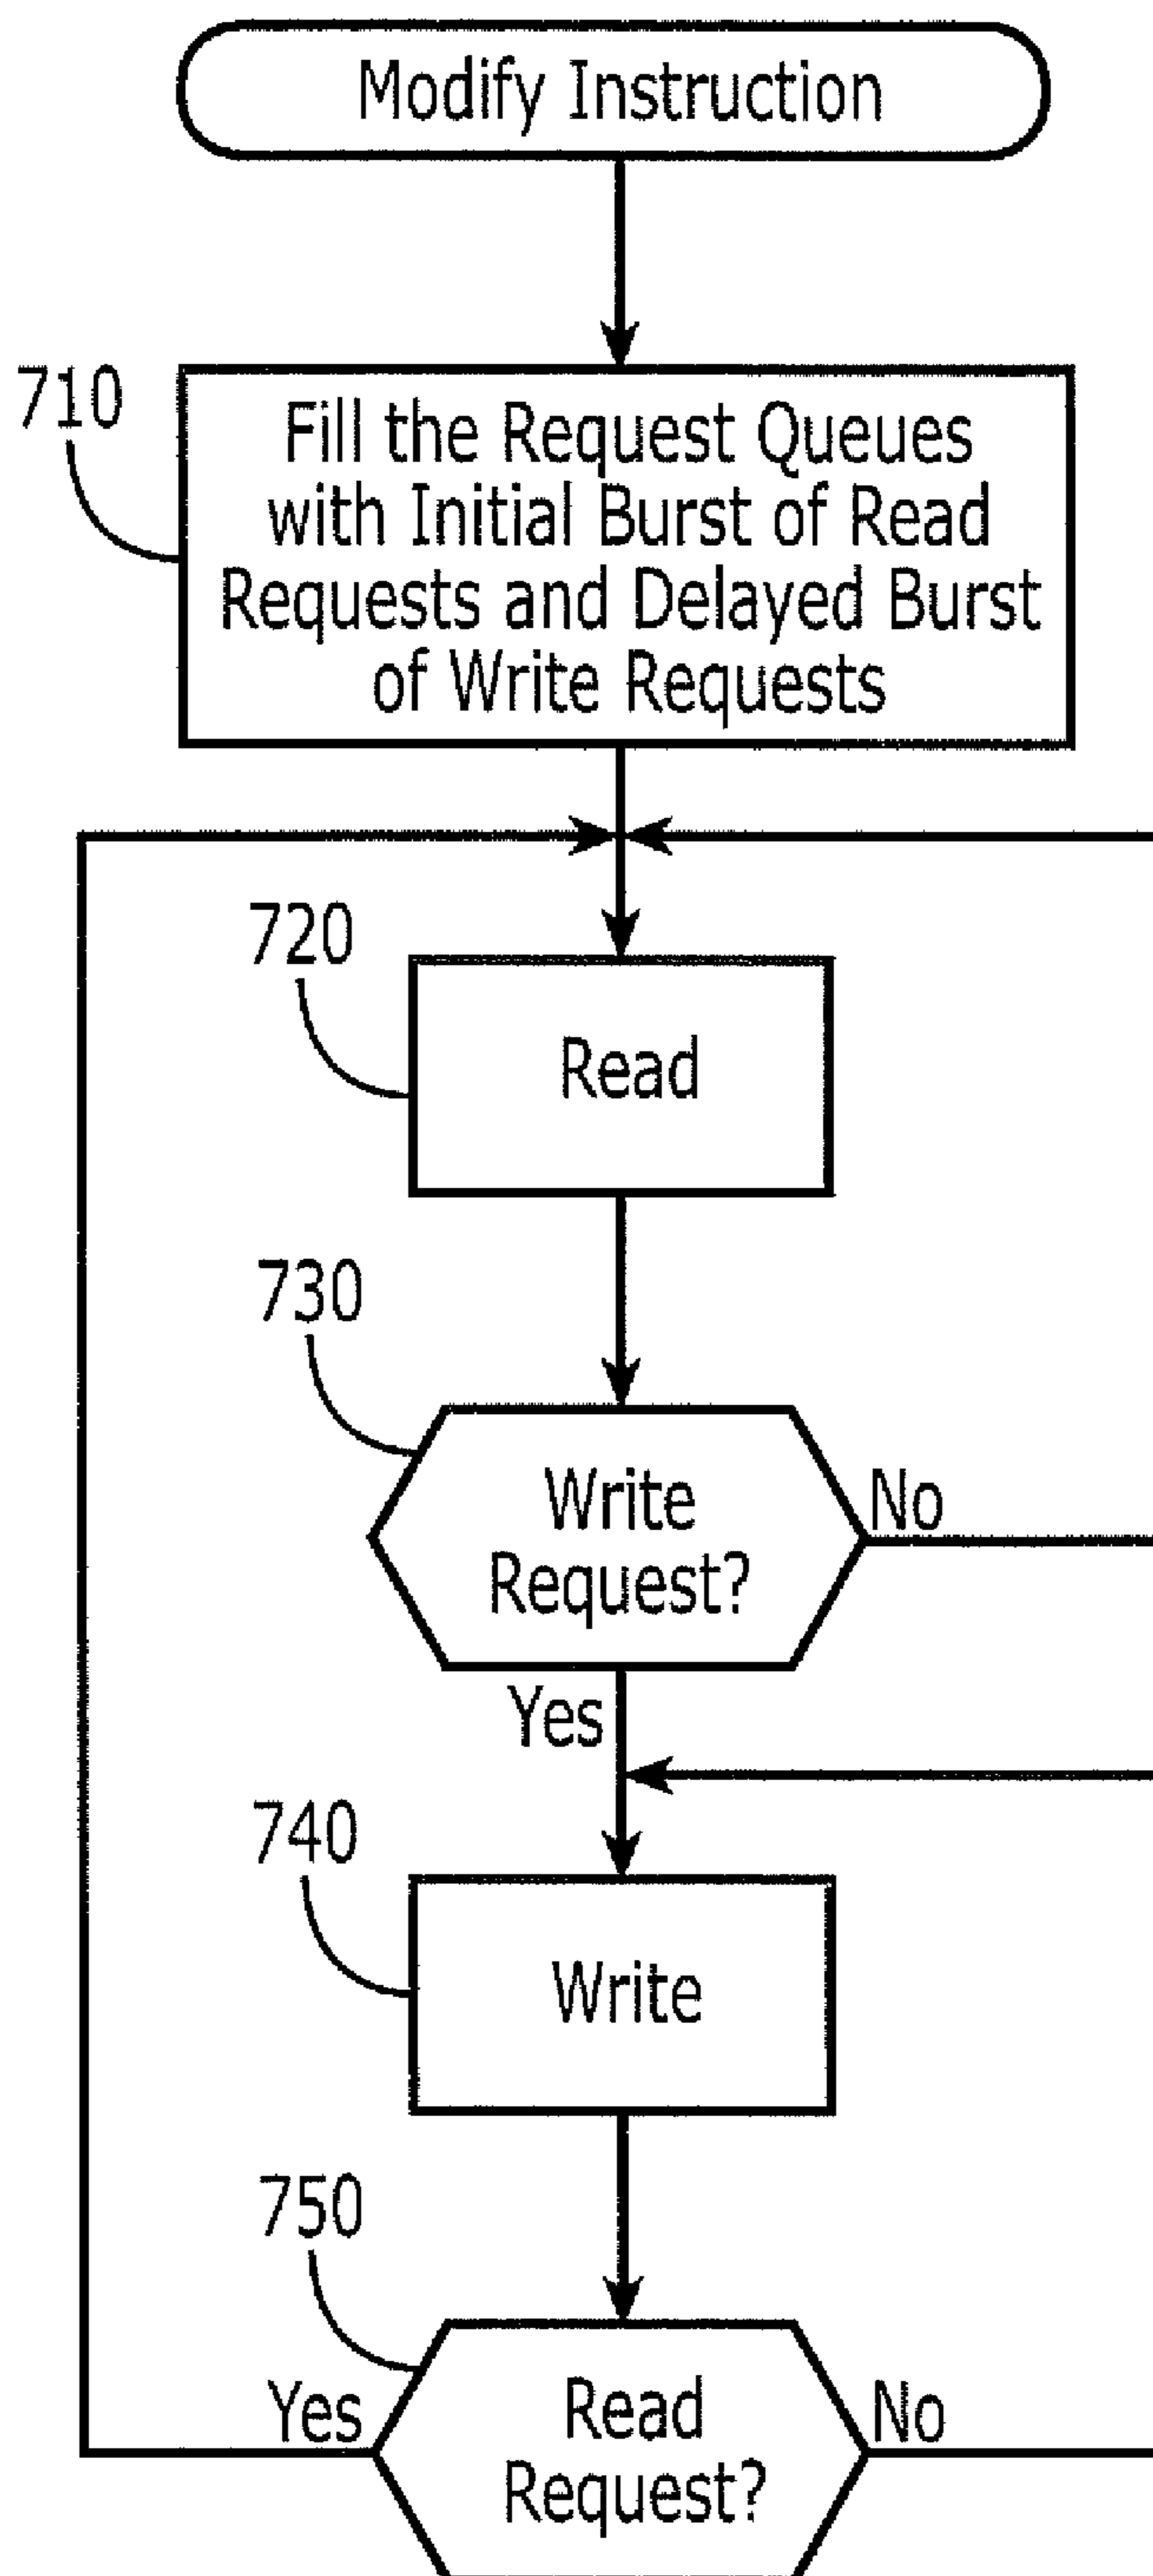 Modify Instruction
710
Fill the Request Queues
with Initial Burst of Read
Requests and Delayed Burst
of Write Requests
720
Read
730
Write
Request?
No
Yes
740
Write
750
Yes
Read
Request?
No